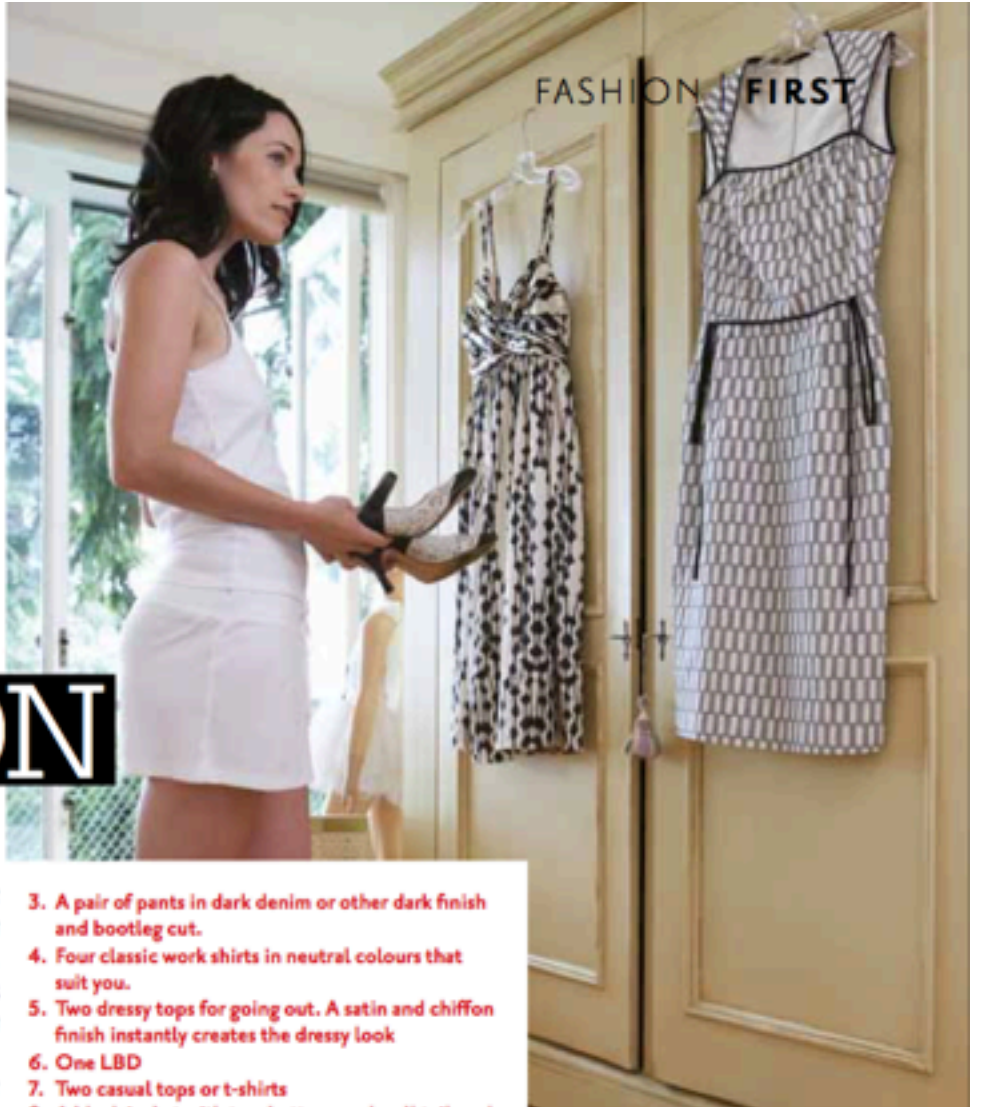 FASHION | FIRST
ON
3. A pair of pants in dark denim or other dark finish
and bootleg cut.
4. Four classic work shirts in neutral colours that
suit you.
5. Two dressy tops for going out. A satin and chiffon
finish instantly creates the dressy look
6. One LBD
7. Two casual tops or t-shirts